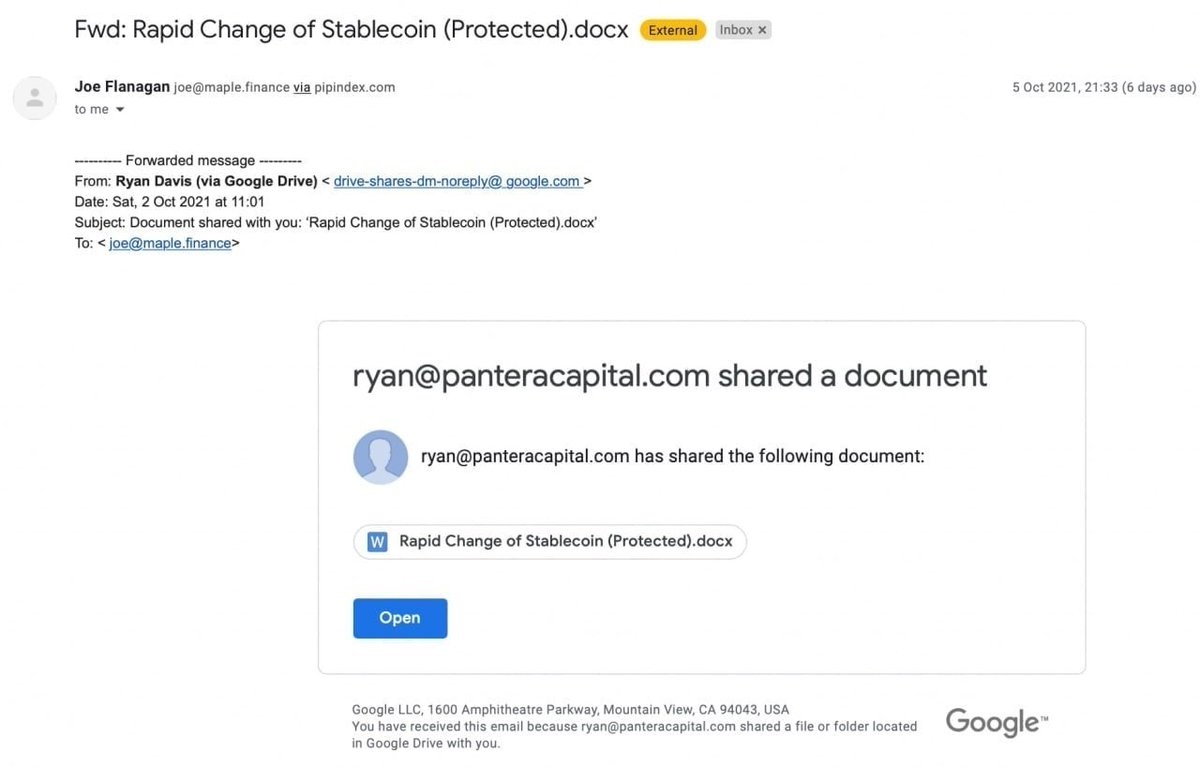 Fwd: Rapid Change of Stablecoin (Protected).docx External Inbox ×
Joe Flanagan joe@maple.finance via pipindex.com 5 Oct 2021, 21:33 (6 days ago)
to me
---------- Forwarded message ---------
From: Ryan Davis (via Google Drive) < drive-shares-dm-noreply@ google.com >
Date: Sat, 2 Oct 2021 at 11:01
Subject: Document shared with you: ‘Rapid Change of Stablecoin (Protected).docx’
To: < joe@maple.finance>
ryan@panteracapital.com shared a document
ryan@panteracapital.com has shared the following document:
W Rapid Change of Stablecoin (Protected).docx
Open
Google LLC, 1600 Amphitheatre Parkway, Mountain View, CA 94043, USA
You have received this email because ryan@panteracapital.com shared a file or folder located
in Google Drive with you.
Google™